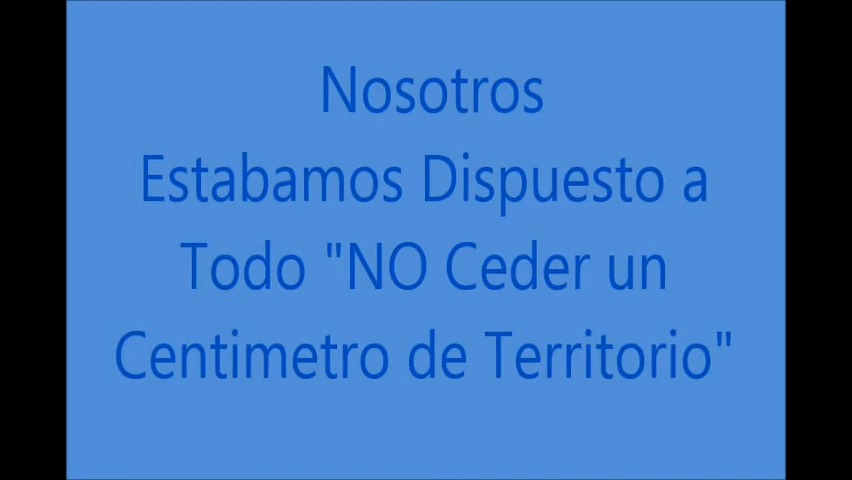 Nosotros
Estabamos Dispuesto a
Todo "NO Ceder un
Centimetro de Territorio"